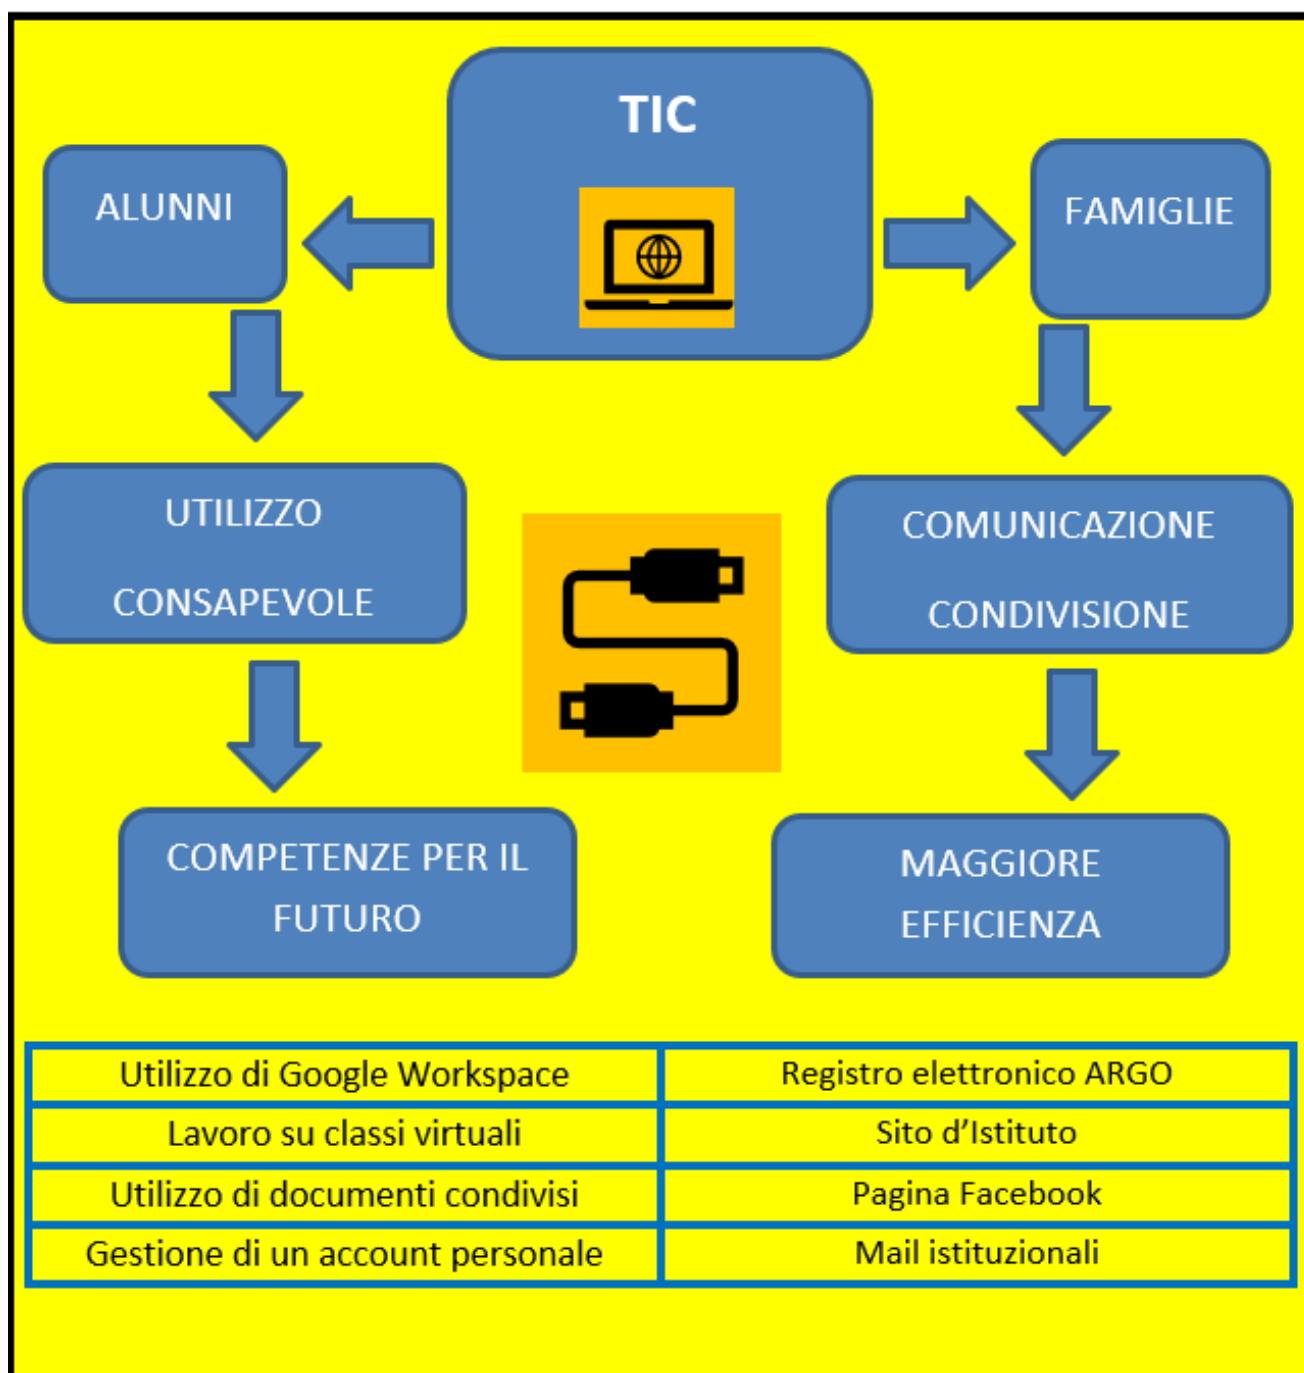 TIC
ALUNNI
FAMIGLIE
UTILIZZO
CONSAPEVOLE
COMUNICAZIONE
CONDIVISIONE
COMPETENZE PER IL
FUTURO
MAGGIORE
EFFICIENZA
Utilizzo di Google Workspace
Registro elettronico ARGO
Lavoro su classi virtuali
Sito d’Istituto
Utilizzo di documenti condivisi
Pagina Facebook
Gestione di un account personale
Mail istituzionali